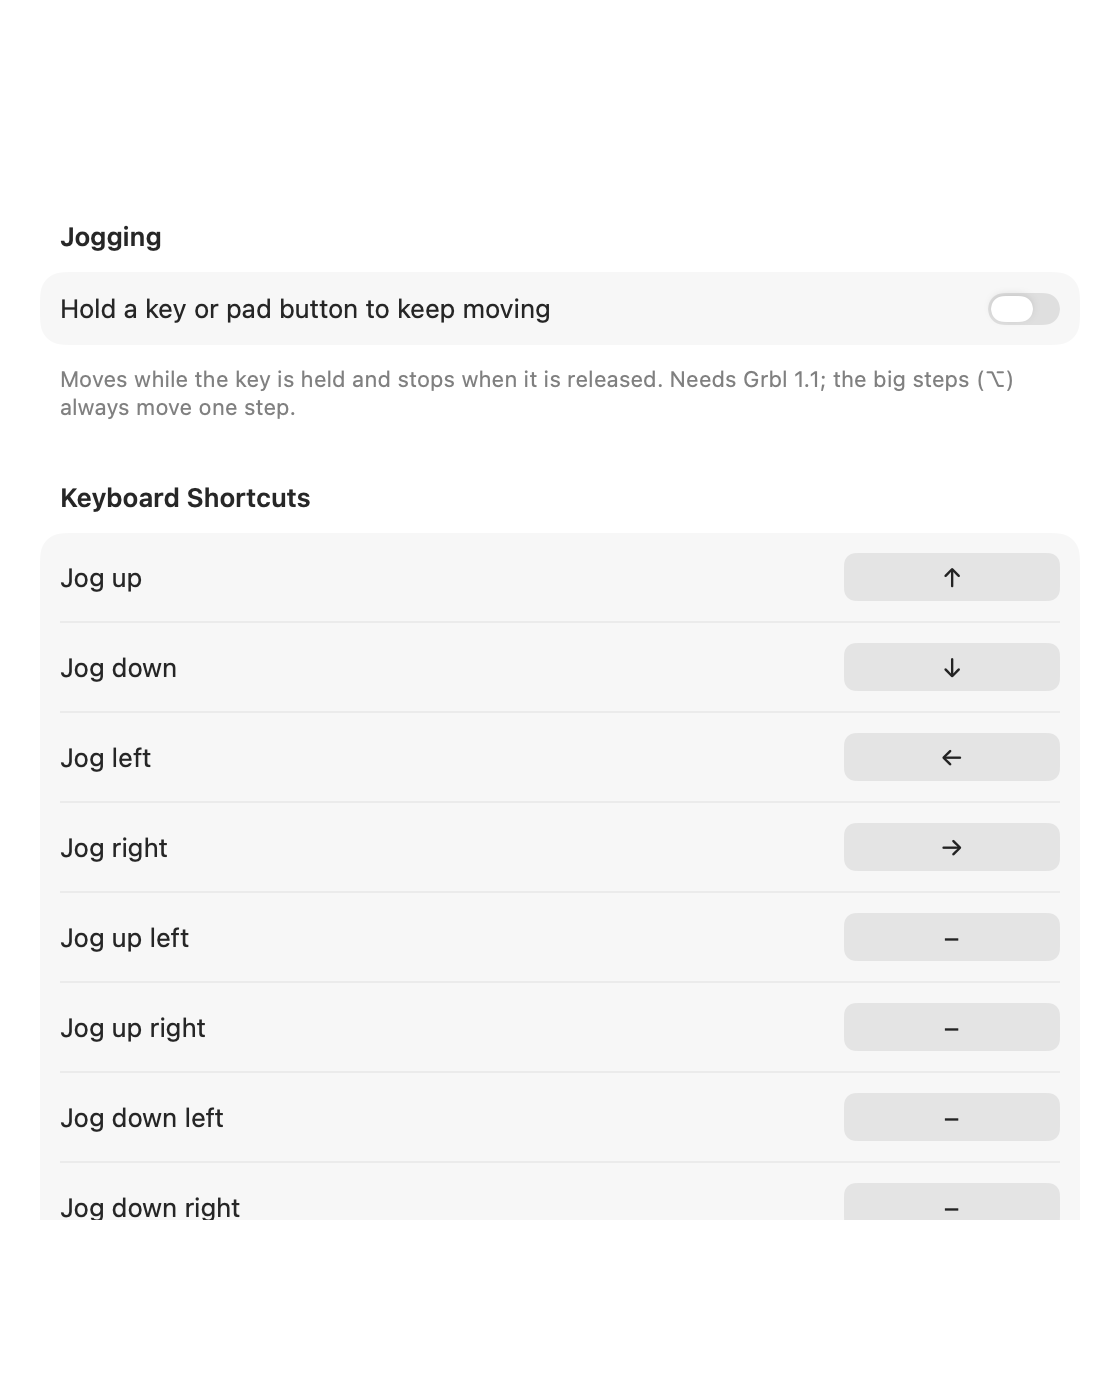 Jogging
Hold a key or pad button to keep moving
Moves while the key is held and stops when it is released. Needs Grbl 1.1; the big steps (⌥)
always move one step.
Keyboard Shortcuts
Jog up ↑
Jog down ↓
Jog left ←
Jog right →
Jog up left –
Jog up right –
Jog down left –
Jog down right –